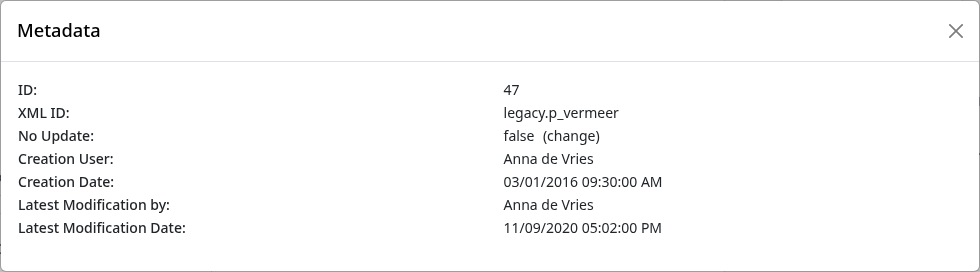 Metadata
ID: 47
XML ID: legacy.p_vermeer
No Update: false (change)
Creation User: Anna de Vries
Creation Date: 03/01/2016 09:30:00 AM
Latest Modification by: Anna de Vries
Latest Modification Date: 11/09/2020 05:02:00 PM